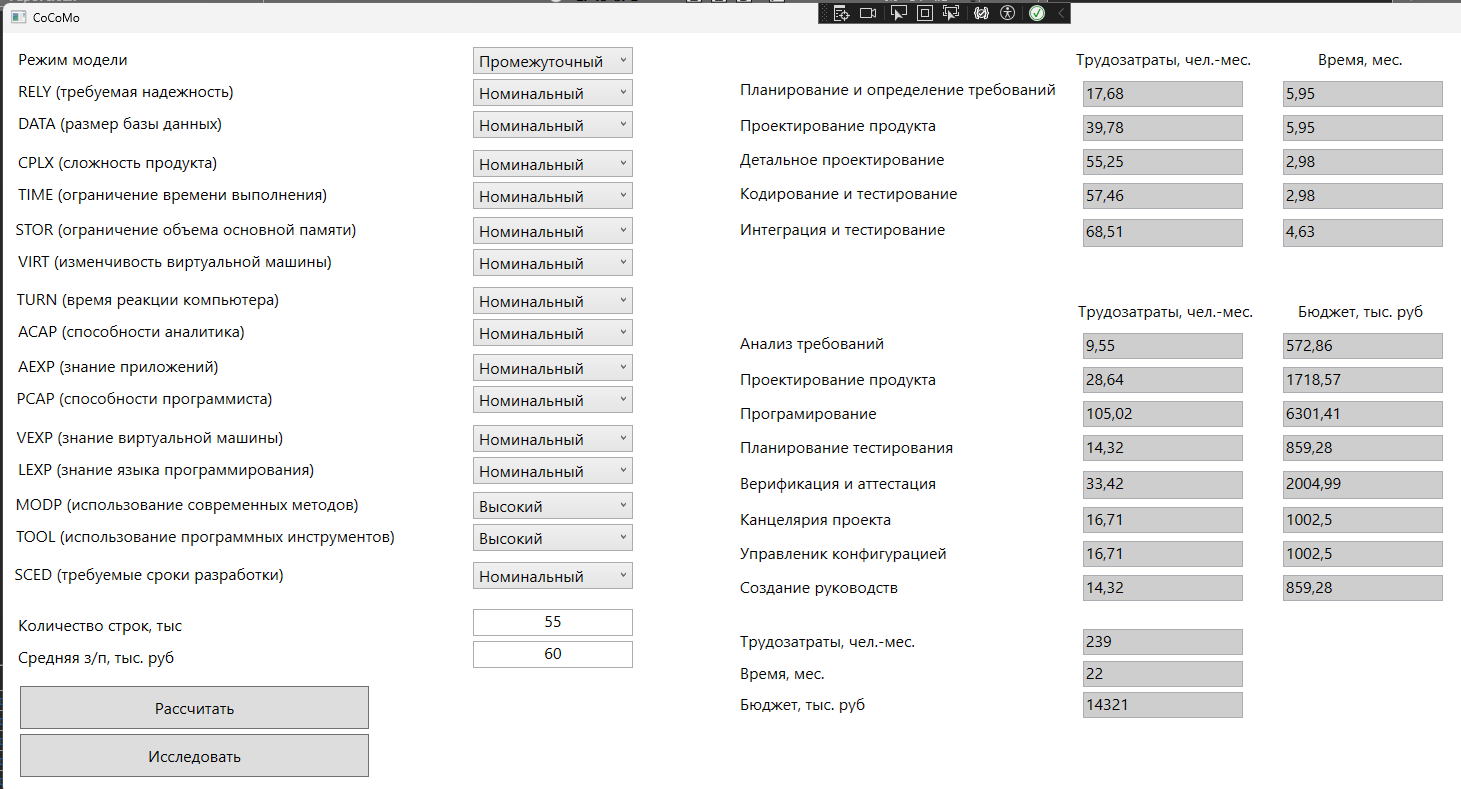 CoCoMo
Режим модели Промежуточный
RELY (требуемая надежность) Номинальный
DATA (размер базы данных) Номинальный
CPLX (сложность продукта) Номинальный
TIME (ограничение времени выполнения) Номинальный
STOR (ограничение объема основной памяти) Номинальный
VIRT (изменчивость виртуальной машины) Номинальный
TURN (время реакции компьютера) Номинальный
ACAP (способности аналитика) Номинальный
AEXP (знание приложений) Номинальный
PCAP (способности программиста) Номинальный
VEXP (знание виртуальной машины) Номинальный
LEXP (знание языка программирования) Номинальный
MODP (использование современных методов) Высокий
TOOL (использование программных инструментов) Высокий
SCED (требуемые сроки разработки) Номинальный
Количество строк, тыс 55
Средняя з/п, тыс. руб 60
Рассчитать
Исследовать
Трудозатраты, чел.-мес. Время, мес.
Планирование и определение требований 17,68 5,95
Проектирование продукта 39,78 5,95
Детальное проектирование 55,25 2,98
Кодирование и тестирование 57,46 2,98
Интеграция и тестирование 68,51 4,63
Трудозатраты, чел.-мес. Бюджет, тыс. руб
Анализ требований 9,55 572,86
Проектирование продукта 28,64 1718,57
Програмирование 105,02 6301,41
Планирование тестирования 14,32 859,28
Верификация и аттестация 33,42 2004,99
Канцелярия проекта 16,71 1002,5
Управленик конфигурацией 16,71 1002,5
Создание руководств 14,32 859,28
Трудозатраты, чел.-мес. 239
Время, мес. 22
Бюджет, тыс. руб 14321